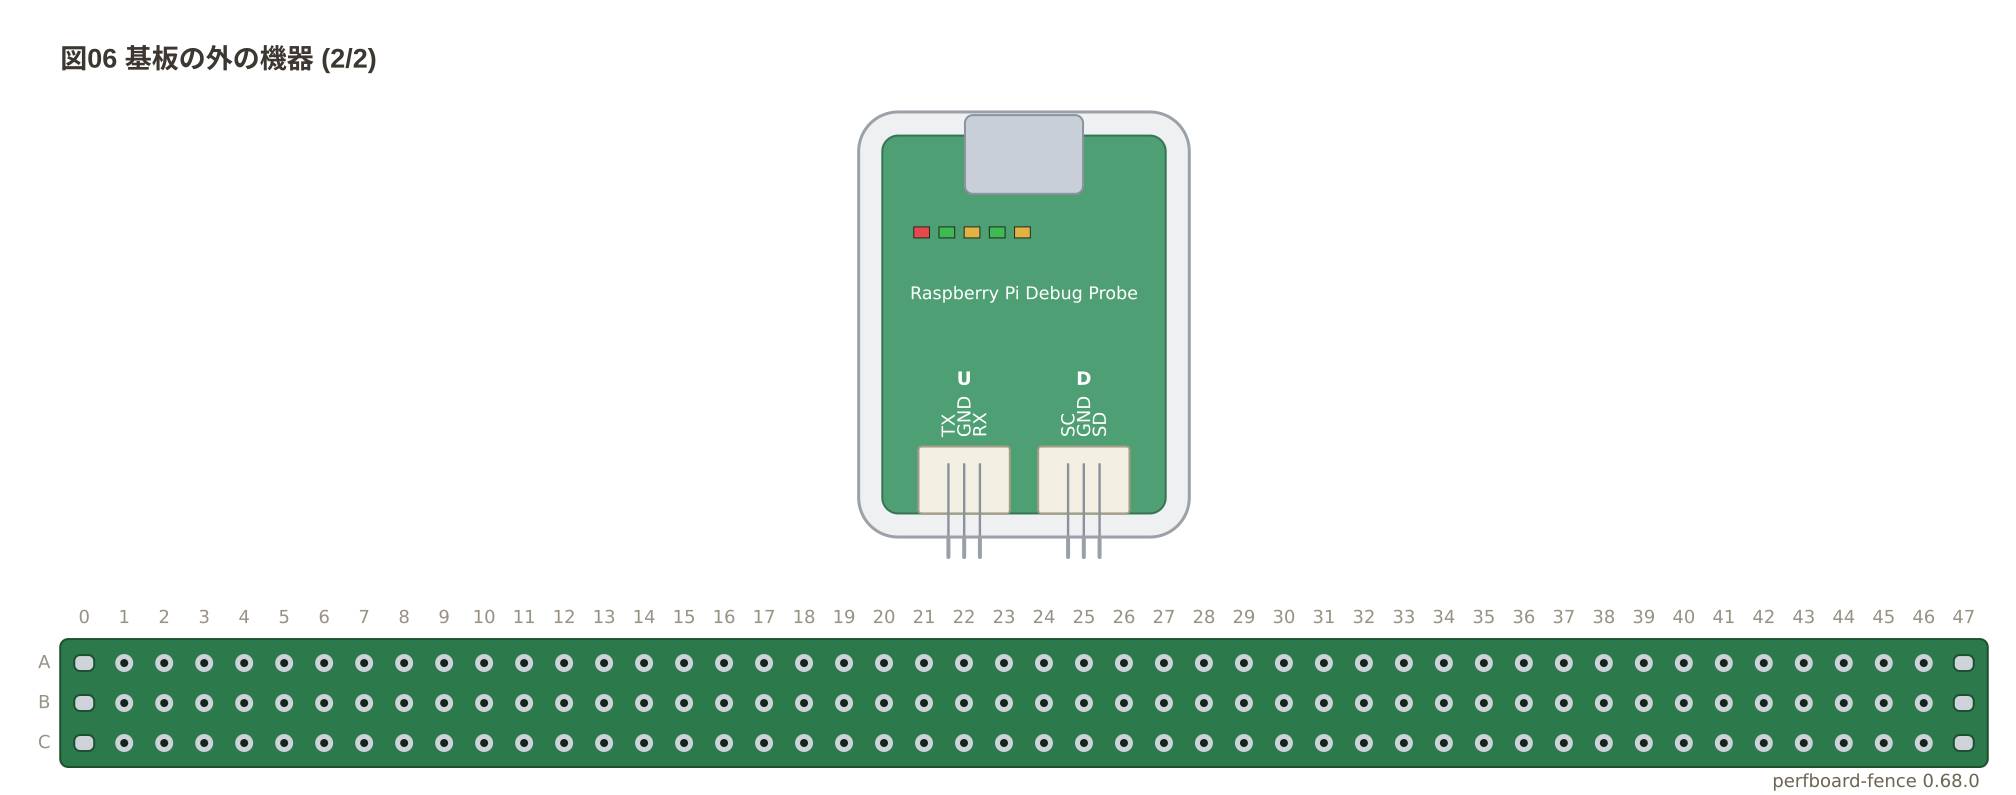 図06 基板の外の機器 (2/2)
Raspberry Pi Debug Probe
U D
TX GND RX SC GND SD
0 1 2 3 4 5 6 7 8 9 10 11 12 13 14 15 16 17 18 19 20 21 22 23 24 25 26 27 28 29 30 31 32 33 34 35 36 37 38 39 40 41 42 43 44 45 46 47
A
B
C
perfboard-fence 0.68.0